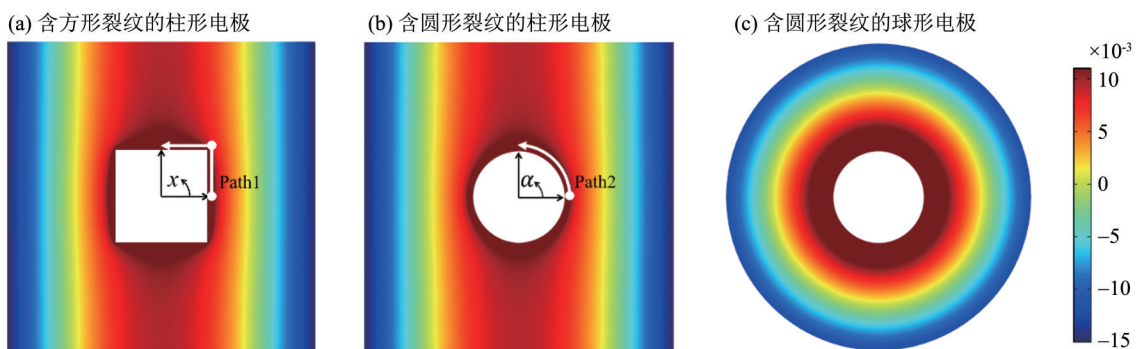 (a) 含方形裂纹的柱形电极
(b) 含圆形裂纹的柱形电极
(c) 含圆形裂纹的球形电极
x
Path1
α
Path2
×10⁻³
10
5
0
−5
−10
−15